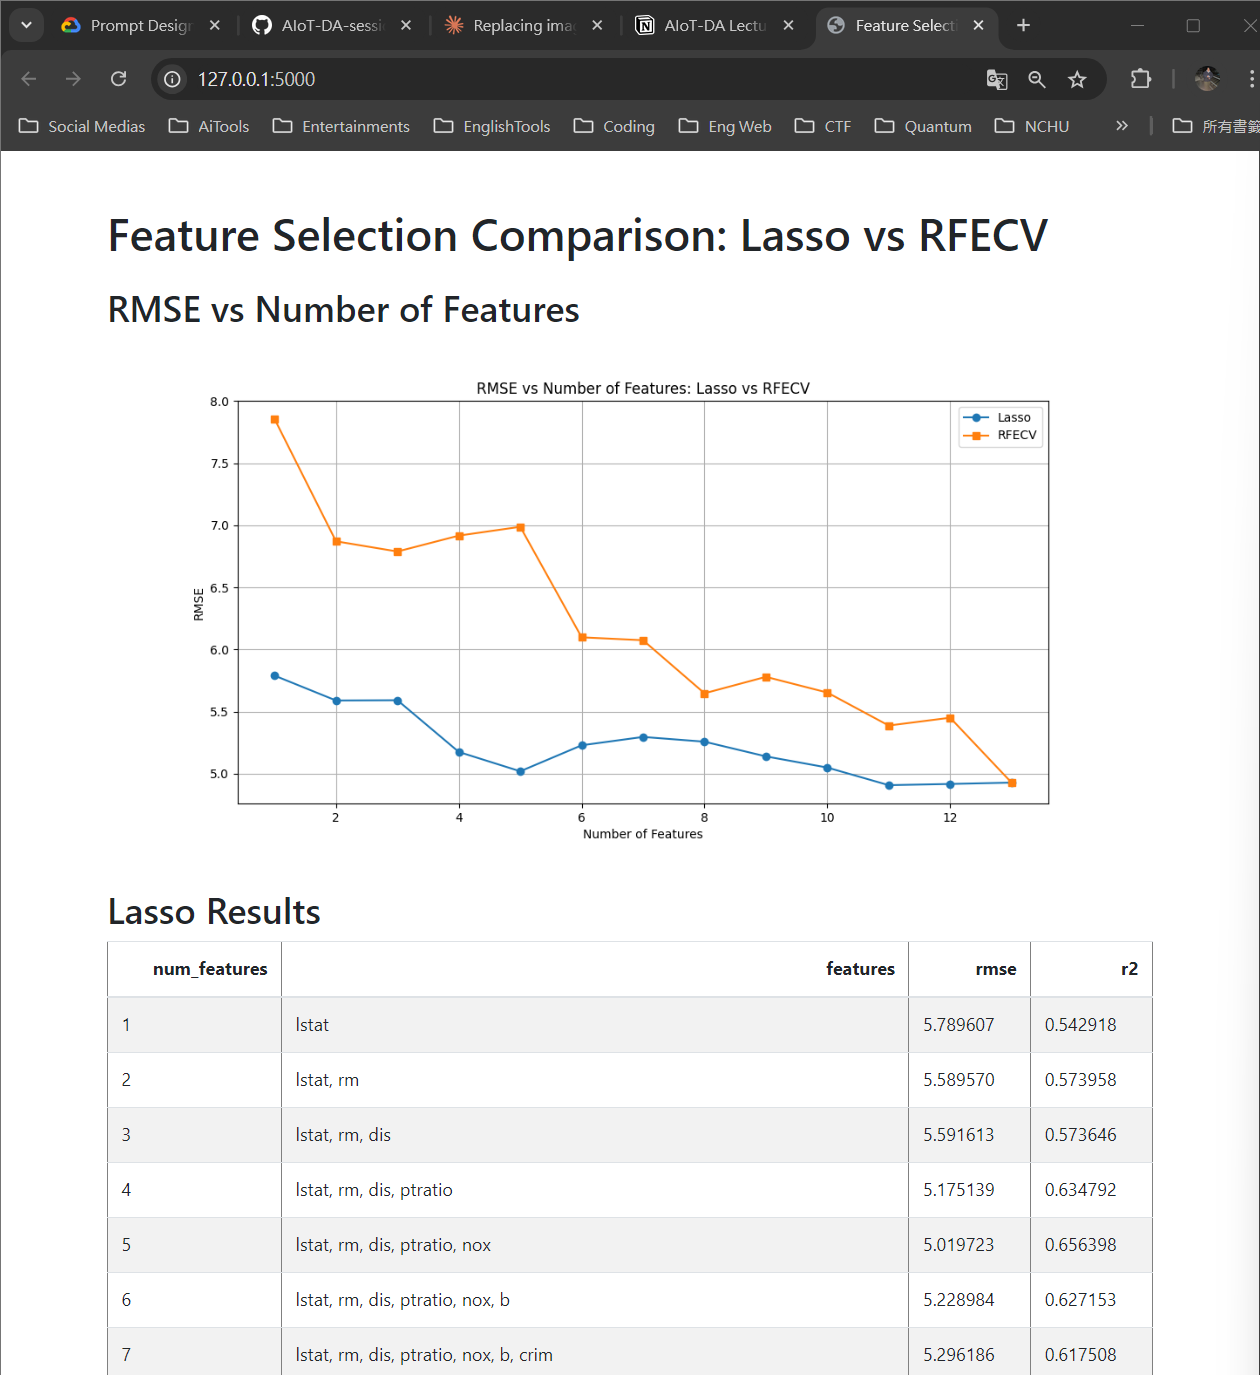 Prompt Design
AIoT-DA-sessi
Replacing ima
AIoT-DA Lectu
Feature Selecti
127.0.0.1:5000
Social Medias
AiTools
Entertainments
EnglishTools
Coding
Eng Web
CTF
Quantum
NCHU
所有書籤
Feature Selection Comparison: Lasso vs RFECV
RMSE vs Number of Features
RMSE vs Number of Features: Lasso vs RFECV
Lasso
RFECV
8.0
7.5
7.0
6.5
6.0
5.5
5.0
RMSE
2 4 6 8 10 12
Number of Features
Lasso Results
num_features features rmse r2
1 lstat 5.789607 0.542918
2 lstat, rm 5.589570 0.573958
3 lstat, rm, dis 5.591613 0.573646
4 lstat, rm, dis, ptratio 5.175139 0.634792
5 lstat, rm, dis, ptratio, nox 5.019723 0.656398
6 lstat, rm, dis, ptratio, nox, b 5.228984 0.627153
7 lstat, rm, dis, ptratio, nox, b, crim 5.296186 0.617508